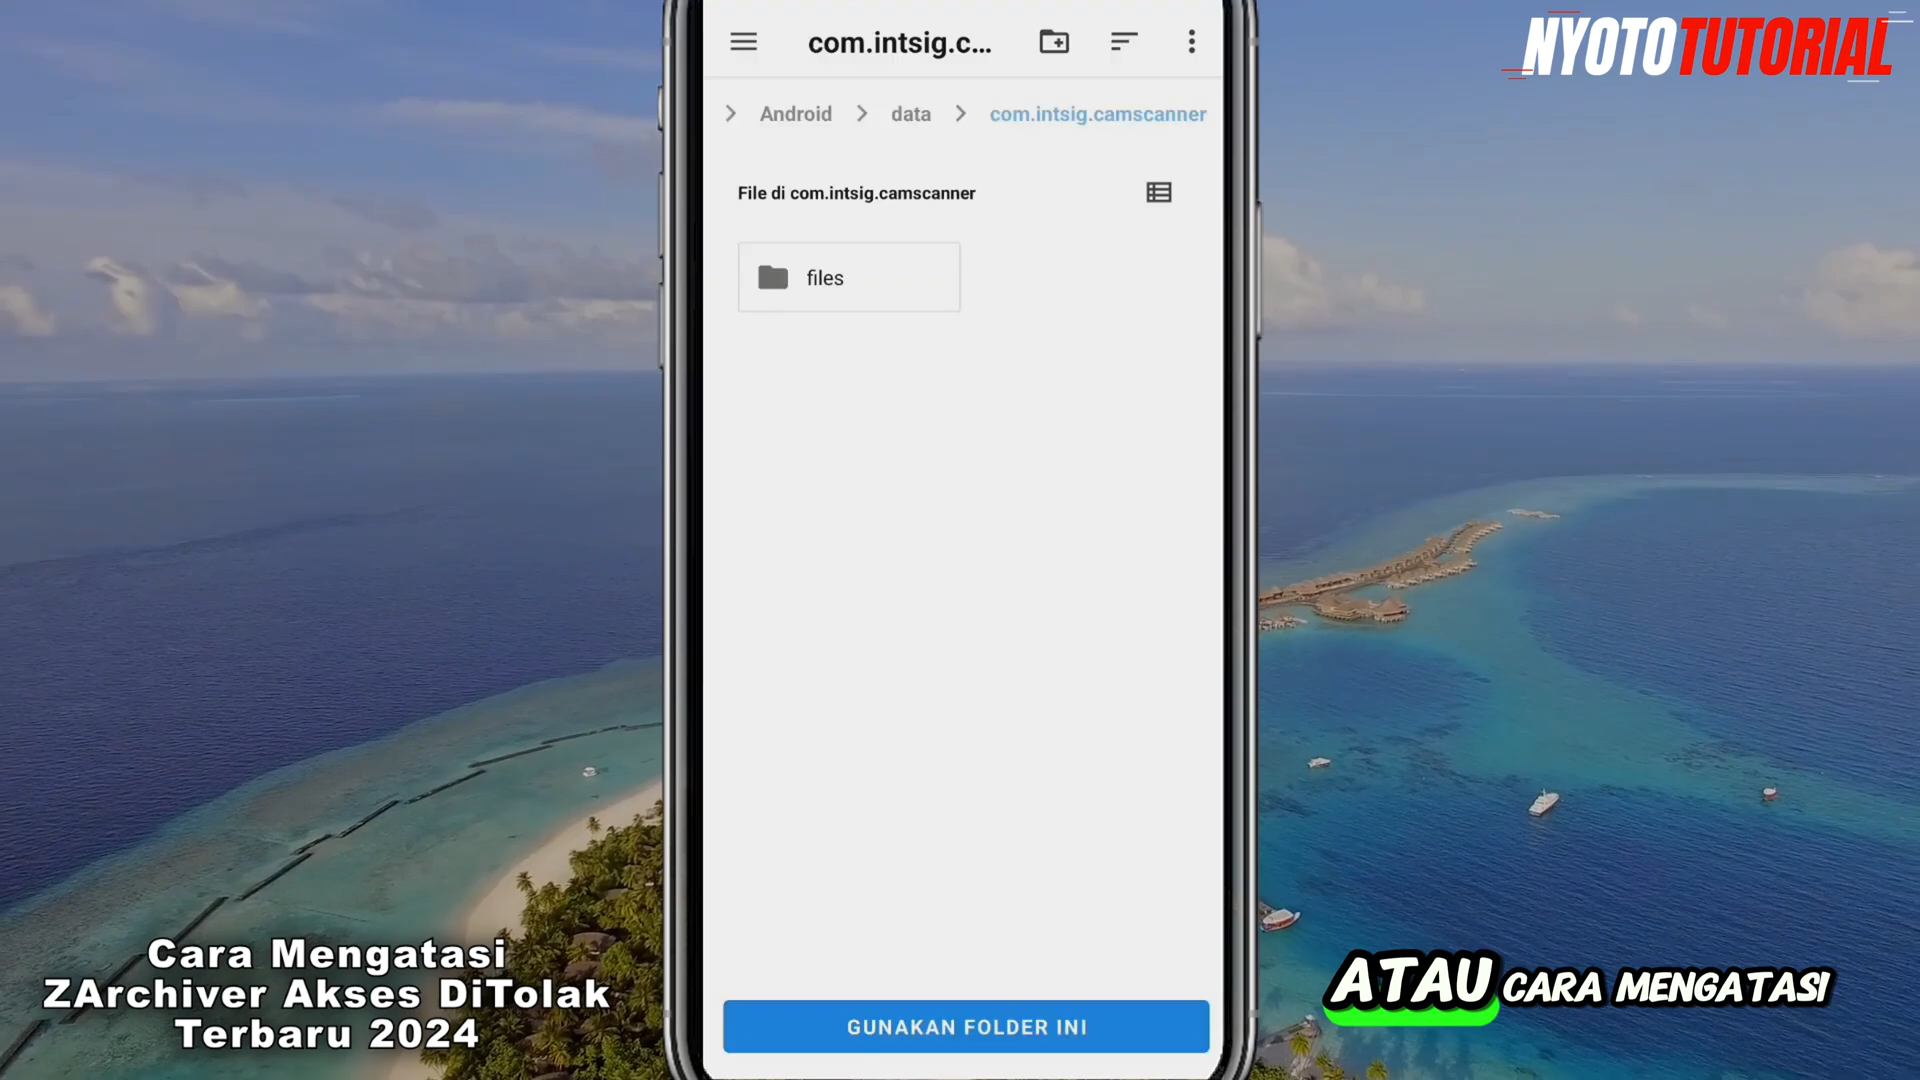 NYOTOTUTORIAL
com.intsig.c...
Android
data
com.intsig.camscanner
File di com.intsig.camscanner
files
GUNAKAN FOLDER INI
Cara Mengatasi
ZArchiver Akses DiTolak
Terbaru 2024
ATAU CARA MENGATASI